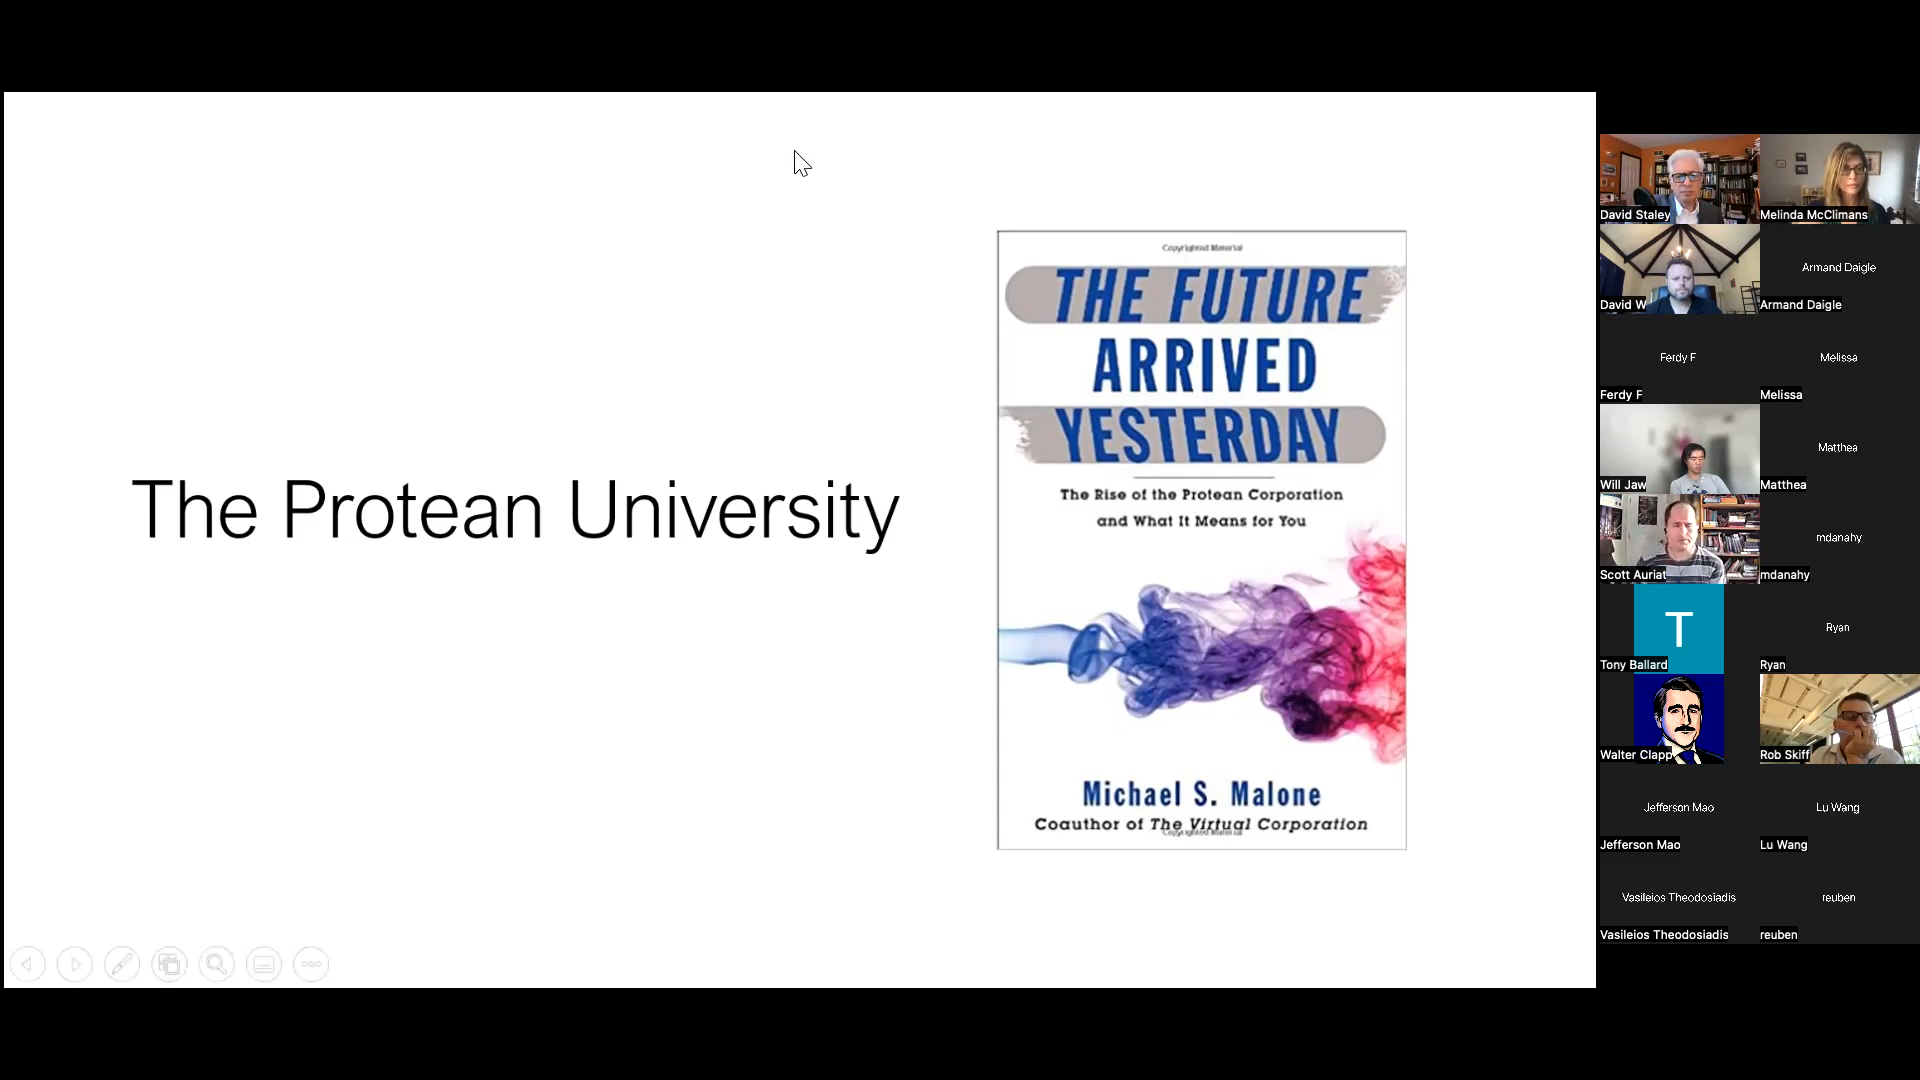 The Protean University
Copyrighted Material
THE FUTURE
ARRIVED
YESTERDAY
The Rise of the Protean Corporation
and What It Means for You
Michael S. Malone
Coauthor of The Virtual Corporation
Copyrighted Material
David Staley
Melinda McClimans
David W
Armand Daigle
Armand Daigle
Ferdy F
Ferdy F
Melissa
Melissa
Will Jaw
Matthea
Matthea
Scott Auriat
mdanahy
mdanahy
T
Tony Ballard
Ryan
Ryan
Walter Clapp
Rob Skiff
Jefferson Mao
Jefferson Mao
Lu Wang
Lu Wang
Vasileios Theodosiadis
Vasileios Theodosiadis
reuben
reuben